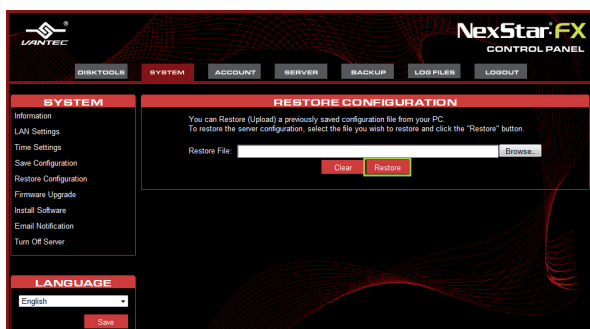 VANTEC
NexStar FX
CONTROL PANEL
DISKTOOLS SYSTEM ACCOUNT SERVER BACKUP LOG FILES LOGOUT
SYSTEM
Information
LAN Settings
Time Settings
Save Configuration
Restore Configuration
Firmware Upgrade
Install Software
Email Notification
Turn Off Server
RESTORE CONFIGURATION
You can Restore (Upload) a previously saved configuration file from your PC.
To restore the server configuration, select the file you wish to restore and click the "Restore" button.
Restore File: Browse..
Clear Restore
LANGUAGE
English
Save